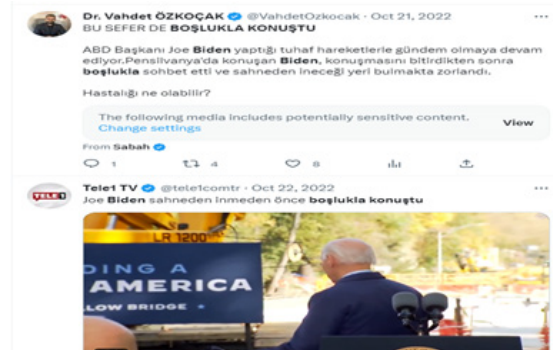 Dr. Vahdet ÖZKOÇAK @VahdetOzkocak · Oct 21, 2022
BU SEFER DE BOŞLUKLA KONUŞTU
ABD Başkanı Joe Biden yaptığı tuhaf hareketlerle gündem olmaya devam
ediyor.Pensilvanya'da konuşan Biden, konuşmasını bitirdikten sonra
boşlukla sohbet etti ve sahneden ineceği yeri bulmakta zorlandı.
Hastalığı ne olabilir?
The following media includes potentially sensitive content.
Change settings
View
From Sabah
1 4 8
TELE1
Tele1 TV @tele1comtr · Oct 22, 2022
Joe Biden sahneden inmeden önce boşlukla konuştu
LR 1200
DING A
AMERICA
LOW BRIDGE